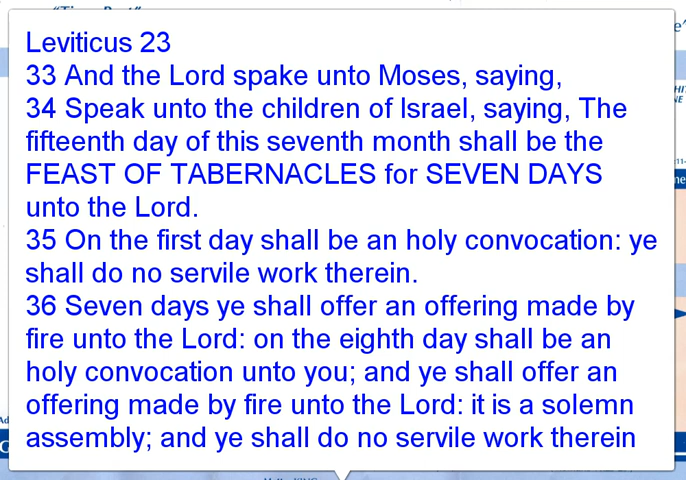 Leviticus 23
33 And the Lord spake unto Moses, saying,
34 Speak unto the children of Israel, saying, The
fifteenth day of this seventh month shall be the
FEAST OF TABERNACLES for SEVEN DAYS
unto the Lord.
35 On the first day shall be an holy convocation: ye
shall do no servile work therein.
36 Seven days ye shall offer an offering made by
fire unto the Lord: on the eighth day shall be an
holy convocation unto you; and ye shall offer an
offering made by fire unto the Lord: it is a solemn
assembly; and ye shall do no servile work therein